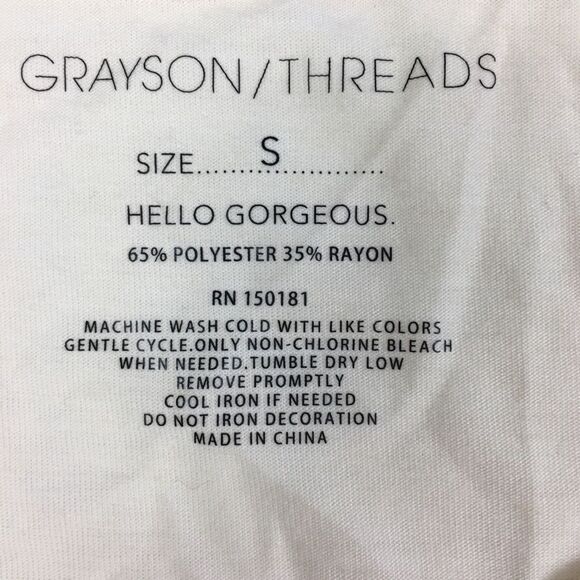 GRAYSON/THREADS
SIZE......................S
HELLO GORGEOUS.
65% POLYESTER 35% RAYON
RN 150181
MACHINE WASH COLD WITH LIKE COLORS
GENTLE CYCLE.ONLY NON-CHLORINE BLEACH
WHEN NEEDED.TUMBLE DRY LOW
REMOVE PROMPTLY
COOL IRON IF NEEDED
DO NOT IRON DECORATION
MADE IN CHINA